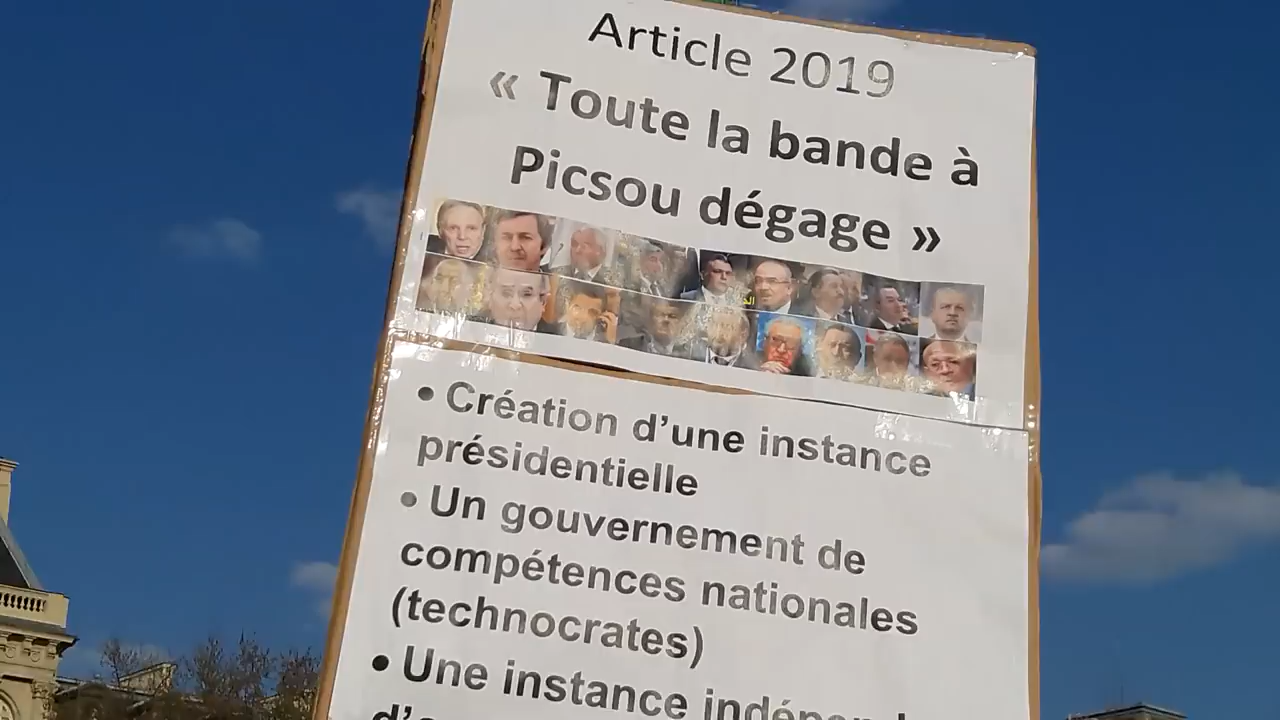 Article 2019
« Toute la bande à
Picsou dégage »
• Création d'une instance
présidentielle
• Un gouvernement de
compétences nationales
(technocrates)
• Une instance